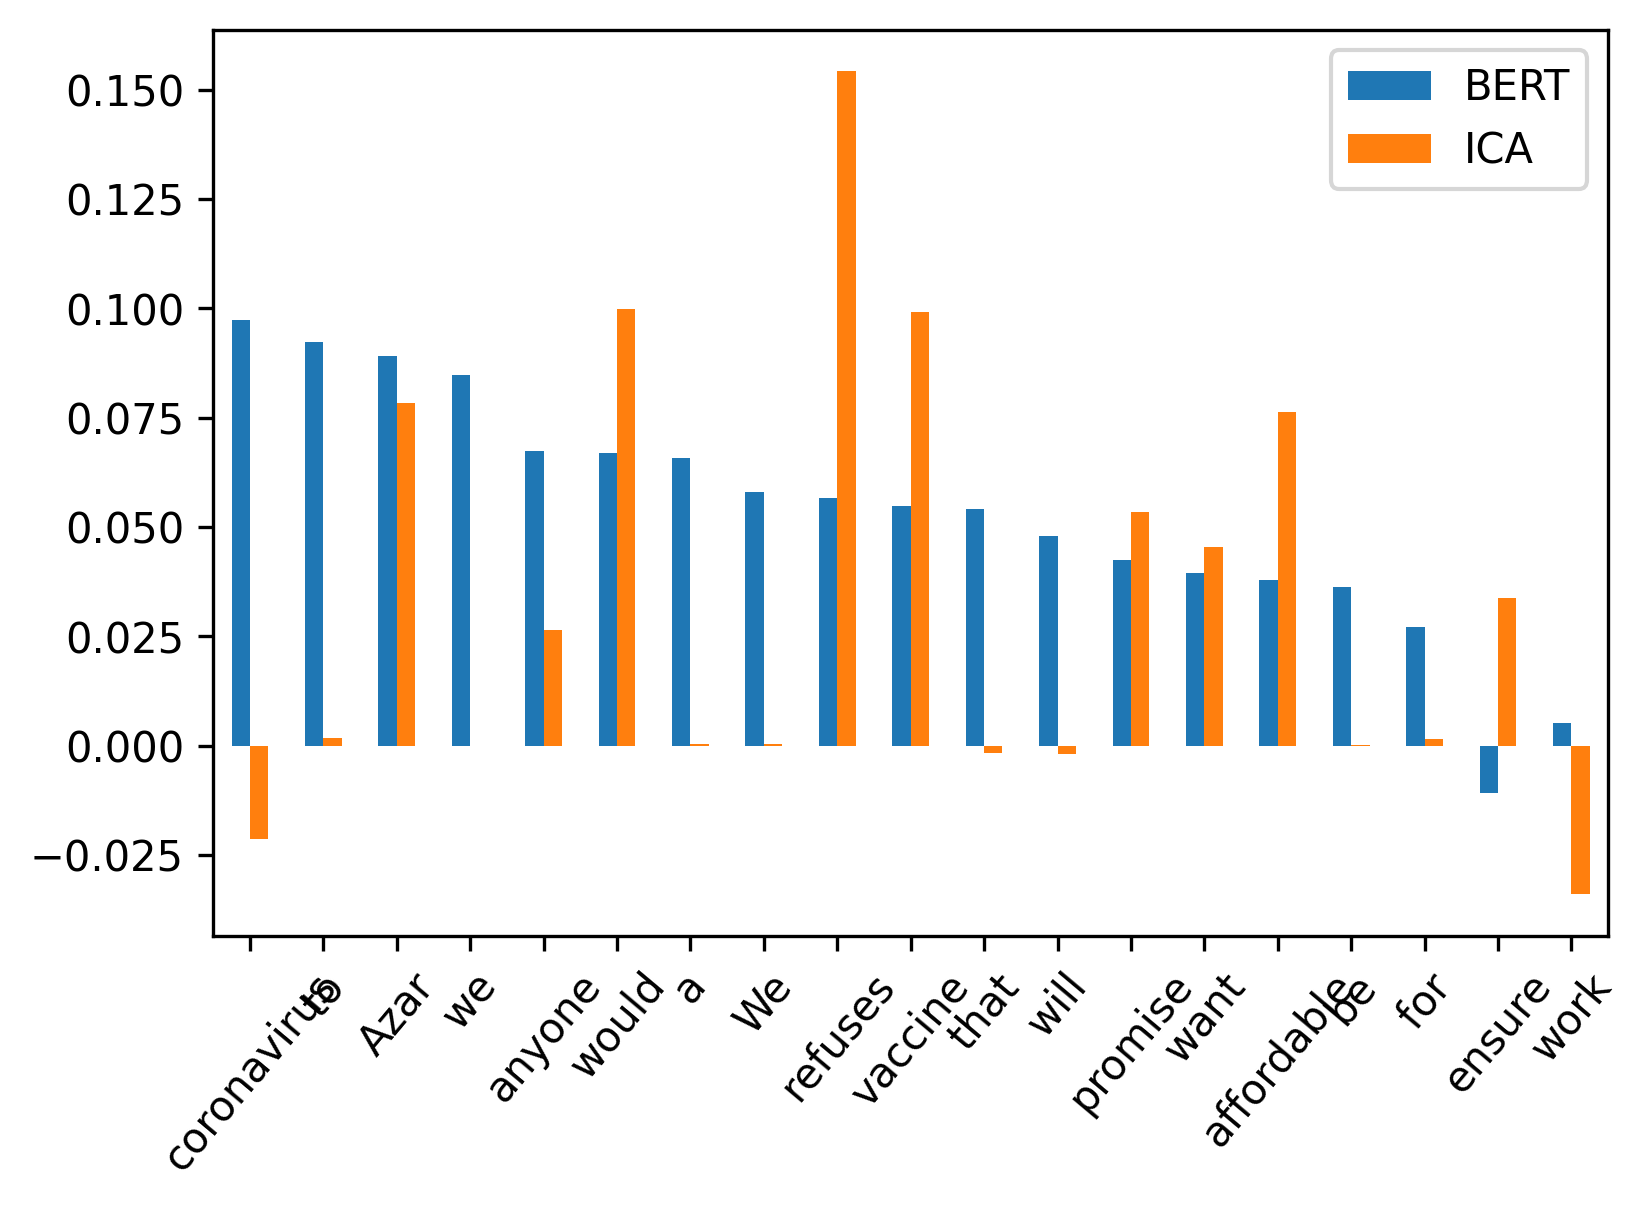 0.150
0.125
0.100
0.075
0.050
0.025
0.000
−0.025
BERT
ICA
coronavirus
to
Azar
we
anyone
would
a
We
refuses
vaccine
that
will
promise
want
affordable
be
for
ensure
work